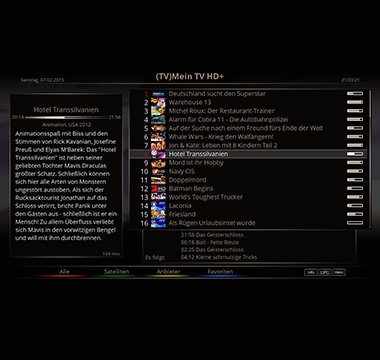 Samstag, 07.02.2015
(TV)Mein TV HD+
21:03:21
Hotel Transsilvanien
20:14
21:58
Animation, USA 2012
Animationsspaß mit Biss und den
Stimmen von Rick Kavanian, Josefine
Preuß und Elyas M'Barek: Das "Hotel
Transsilvanien" ist neben seiner
geliebten Tochter Mavis Draculas
größter Schatz. Schließlich können
sich hier alle Arten von Monstern
ungestört austoben. Als sich der
Rucksacktourist Jonathan auf das
Schloss verirrt, bricht Panik unter
den Gästen aus - schließlich ist er ein
Mensch! Zu allem Überfluss verliebt
sich Mavis in den vorwitzigen Bengel
und will mit ihm durchbrennen.
104 min
1 Deutschland sucht den Superstar
2 Warehouse 13
3 Michel Roux: Der Restaurant-Trainer
4 Alarm für Cobra 11 - Die Autobahnpolizei
5 Auf der Suche nach einem Freund fürs Ende der Welt
6 Whale Wars - Krieg den Walfängern!
7 Jon & Kate: Leben mit 8 Kindern Teil 2
8 Hotel Transsilvanien
9 Mord ist ihr Hobby
10 Navy CIS
11 Doppelmord
12 Batman Begins
13 World's Toughest Trucker
14 Laconia
15 Friesland
16 Als Rügen Urlaubsinsel wurde
21:58 Das Geisterschloss
00:18 Bait - Fette Beute
02:25 Das Geisterschloss
Es folgt: 04:12 Kleine schmutzige Tricks
Alle
Satelliten
Anbieter
Favoriten
Info
EPG
Menü